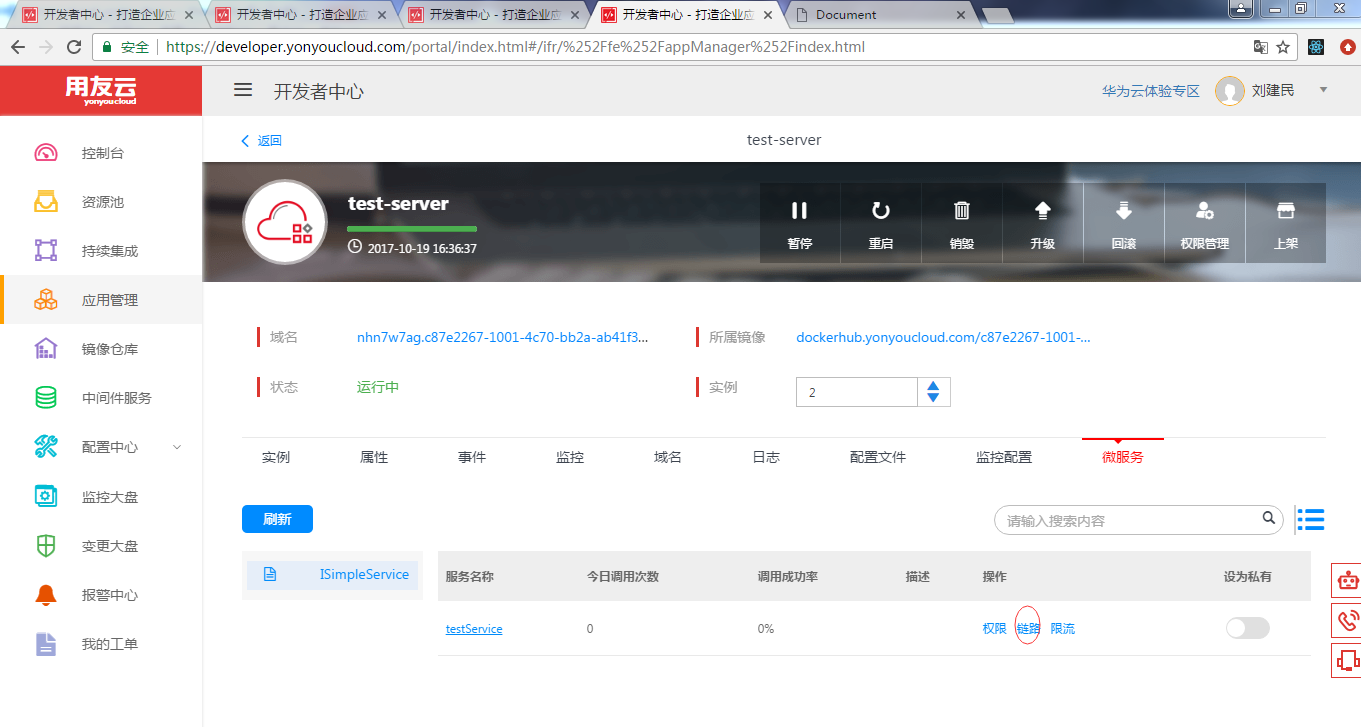 开发者中心 - 打造企业应
开发者中心 - 打造企业应
开发者中心 - 打造企业应
开发者中心 - 打造企业应
Document
安全
https://developer.yonyoucloud.com/portal/index.html#/ifr/%252Ffe%252FappManager%252Findex.html
用友云
yonyoucloud
开发者中心
华为云体验专区
刘建民
控制台
资源池
持续集成
应用管理
镜像仓库
中间件服务
配置中心
监控大盘
变更大盘
报警中心
我的工单
返回
test-server
test-server
2017-10-19 16:36:37
暂停
重启
销毁
升级
回滚
权限管理
上架
域名
nhn7w7ag.c87e2267-1001-4c70-bb2a-ab41f3...
所属镜像
dockerhub.yonyoucloud.com/c87e2267-1001-...
状态
运行中
实例
2
实例 属性 事件 监控 域名 日志 配置文件 监控配置 微服务
刷新
请输入搜索内容
ISimpleService
服务名称 今日调用次数 调用成功率 描述 操作 设为私有
testService 0 0% 权限 链路 限流